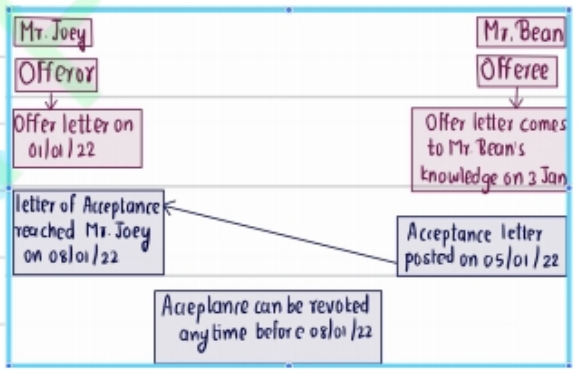 Mr. Joey
Mr. Bean
Offeror
Offeree
Offer letter on
01/01/22
Offer letter comes
to Mr. Bean's
knowledge on 3 Jan
letter of Acceptance
reached Mr. Joey
on 08/01/22
Acceptance letter
posted on 05/01/22
Acceplance can be revoked
anytime before 08/01/22